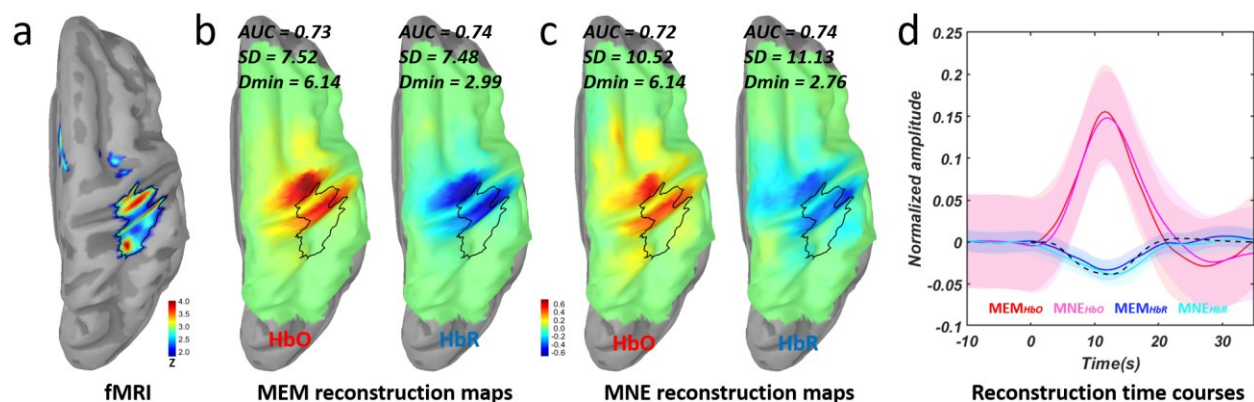 a
4.0
3.5
3.0
2.5
2.0
Z
fMRI
b
AUC = 0.73
SD = 7.52
Dmin = 6.14
HbO
AUC = 0.74
SD = 7.48
Dmin = 2.99
HbR
MEM reconstruction maps
c
AUC = 0.72
SD = 10.52
Dmin = 6.14
HbO
0.6
0.4
0.2
0.0
-0.2
-0.4
-0.6
AUC = 0.74
SD = 11.13
Dmin = 2.76
HbR
MNE reconstruction maps
d
Normalized amplitude
0.25
0.2
0.15
0.1
0.05
0
-0.05
-0.1
MEMHbO MNEHbO MEMHbR MNEHbR
-10 0 10 20 30
Time(s)
Reconstruction time courses